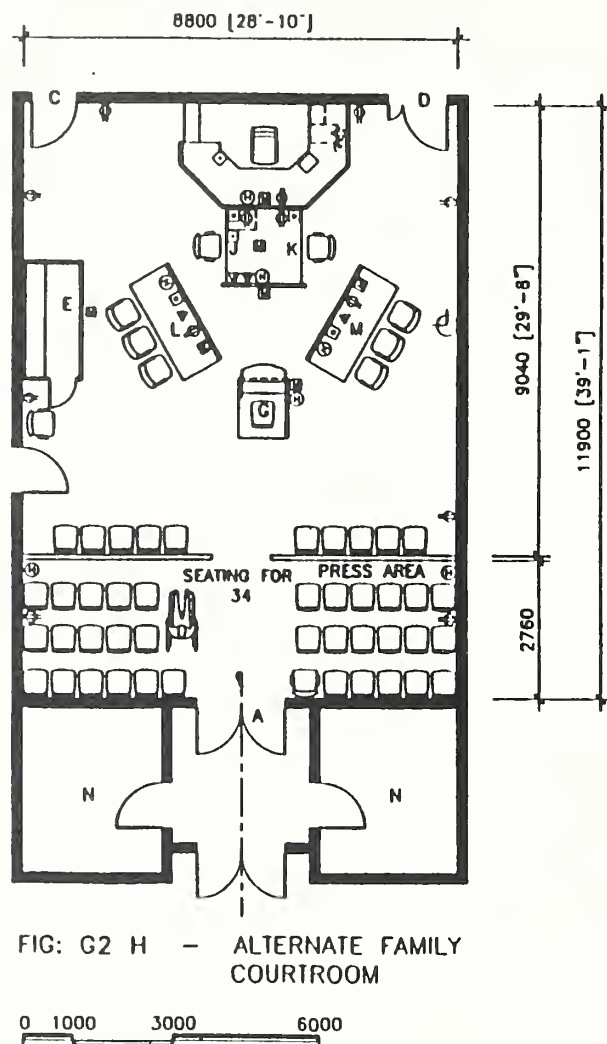 8800 [28'-10"]
C
D
H
J
K
E
H
H
L
M
H
G
H
9040 [29'-8"]
11900 [39'-1"]
H
SEATING FOR
34
PRESS AREA
H
2760
A
N
N
FIG: G2 H – ALTERNATE FAMILY
COURTROOM
0 1000 3000 6000